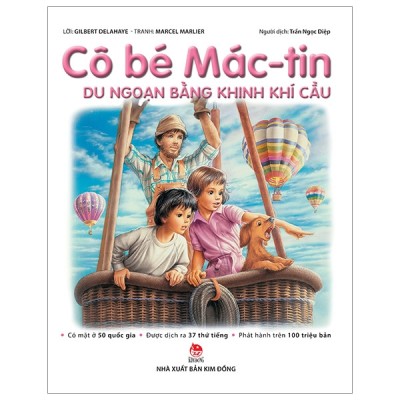 LỜI: GILBERT DELAHAYE - TRANH: MARCEL MARLIER
Người dịch: Trần Ngọc Diệp
Cô bé Mác-tin
DU NGOẠN BẰNG KHINH KHÍ CẦU
• Có mặt ở 50 quốc gia • Được dịch ra 37 thứ tiếng • Phát hành trên 100 triệu bản
KIM ĐỒNG
NHÀ XUẤT BẢN KIM ĐỒNG